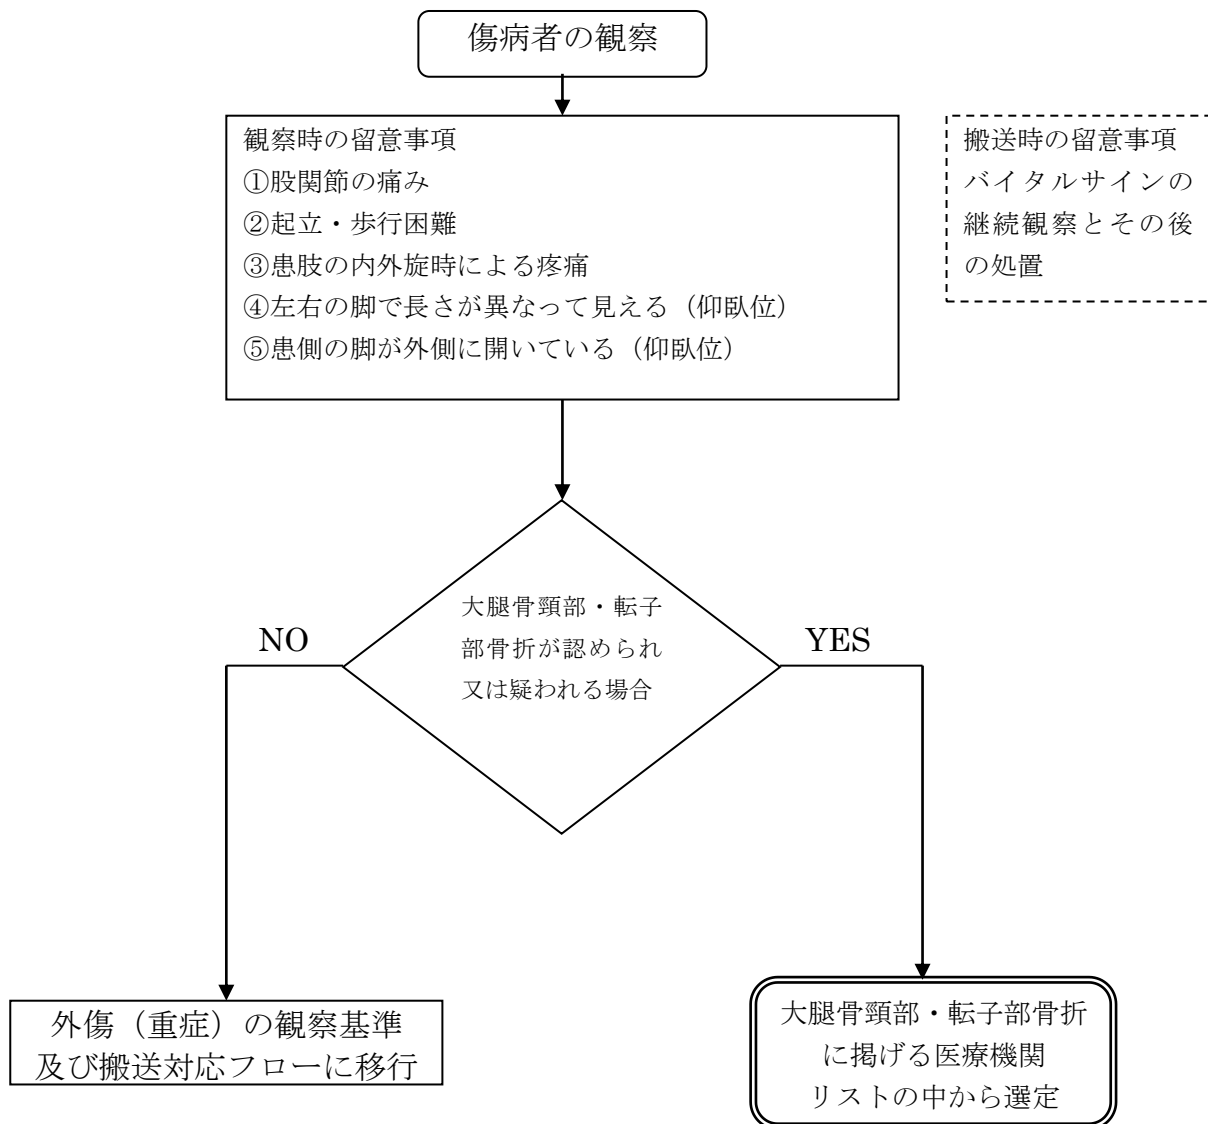 傷病者の観察
観察時の留意事項
①股関節の痛み
②起立・歩行困難
③患肢の内外旋時による疼痛
④左右の脚で長さが異なって見える（仰臥位）
⑤患側の脚が外側に開いている（仰臥位）
搬送時の留意事項
バイタルサインの
継続観察とその後
の処置
大腿骨頸部・転子
部骨折が認められ
又は疑われる場合
NO
YES
外傷（重症）の観察基準
及び搬送対応フローに移行
大腿骨頸部・転子部骨折
に掲げる医療機関
リストの中から選定